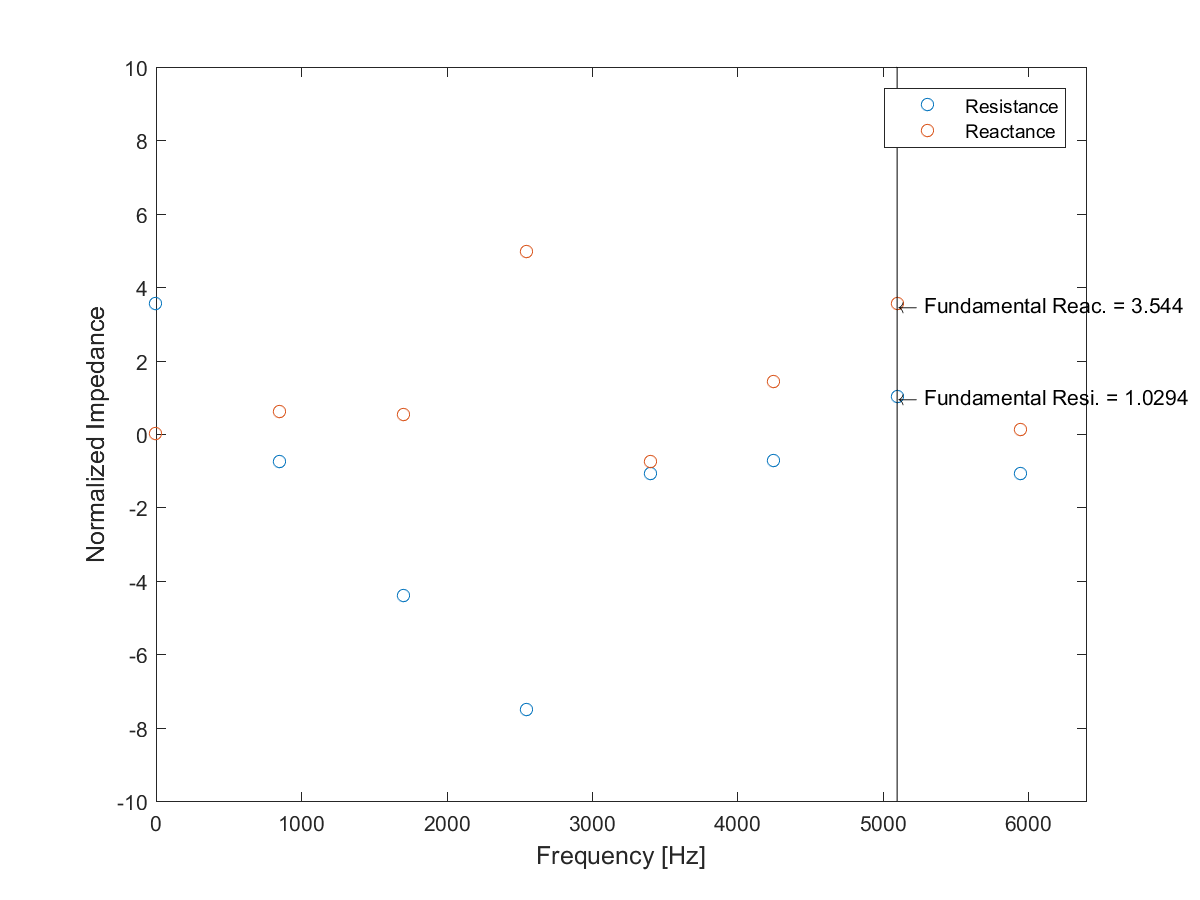 10
8
6
4
2
0
-2
-4
-6
-8
-10
Normalized Impedance
Resistance
Reactance
← Fundamental Reac. = 3.544
← Fundamental Resi. = 1.0294
0 1000 2000 3000 4000 5000 6000
Frequency [Hz]